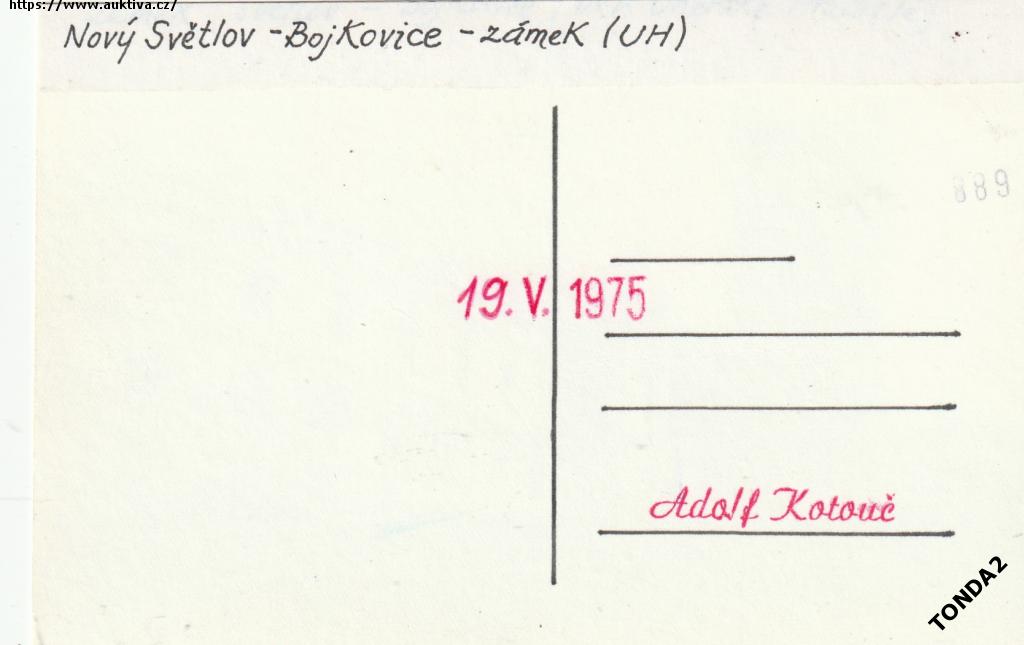 https://www.auktiva.cz/
Nový Světlov - Bojkovice - zámek (UH)
889
19. V. 1975
Adolf Kotouč
TONDA2